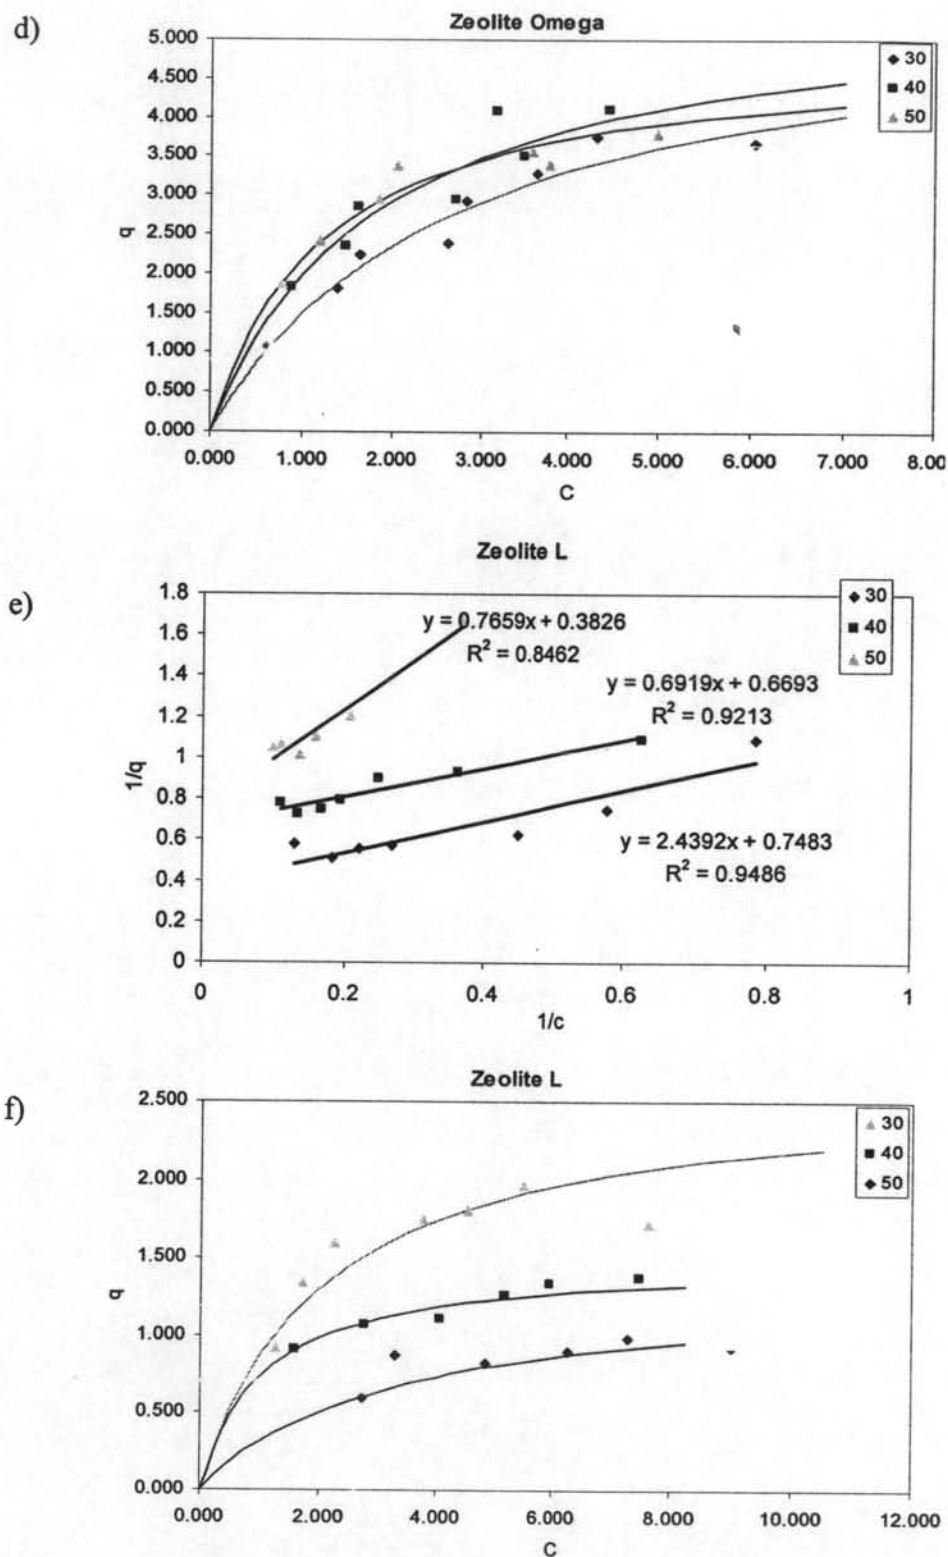 d)
Zeolite Omega
5.000
4.500
4.000
3.500
3.000
2.500
2.000
1.500
1.000
0.500
0.000
q
30
40
50
0.000 1.000 2.000 3.000 4.000 5.000 6.000 7.000 8.00
C
e)
Zeolite L
1.8
1.6
1.4
1.2
1
0.8
0.6
0.4
0.2
0
1/q
30
40
50
y = 0.7659x + 0.3826
R² = 0.8462
y = 0.6919x + 0.6693
R² = 0.9213
y = 2.4392x + 0.7483
R² = 0.9486
0 0.2 0.4 0.6 0.8 1
1/c
f)
Zeolite L
2.500
2.000
1.500
1.000
0.500
0.000
q
30
40
50
0.000 2.000 4.000 6.000 8.000 10.000 12.000
C